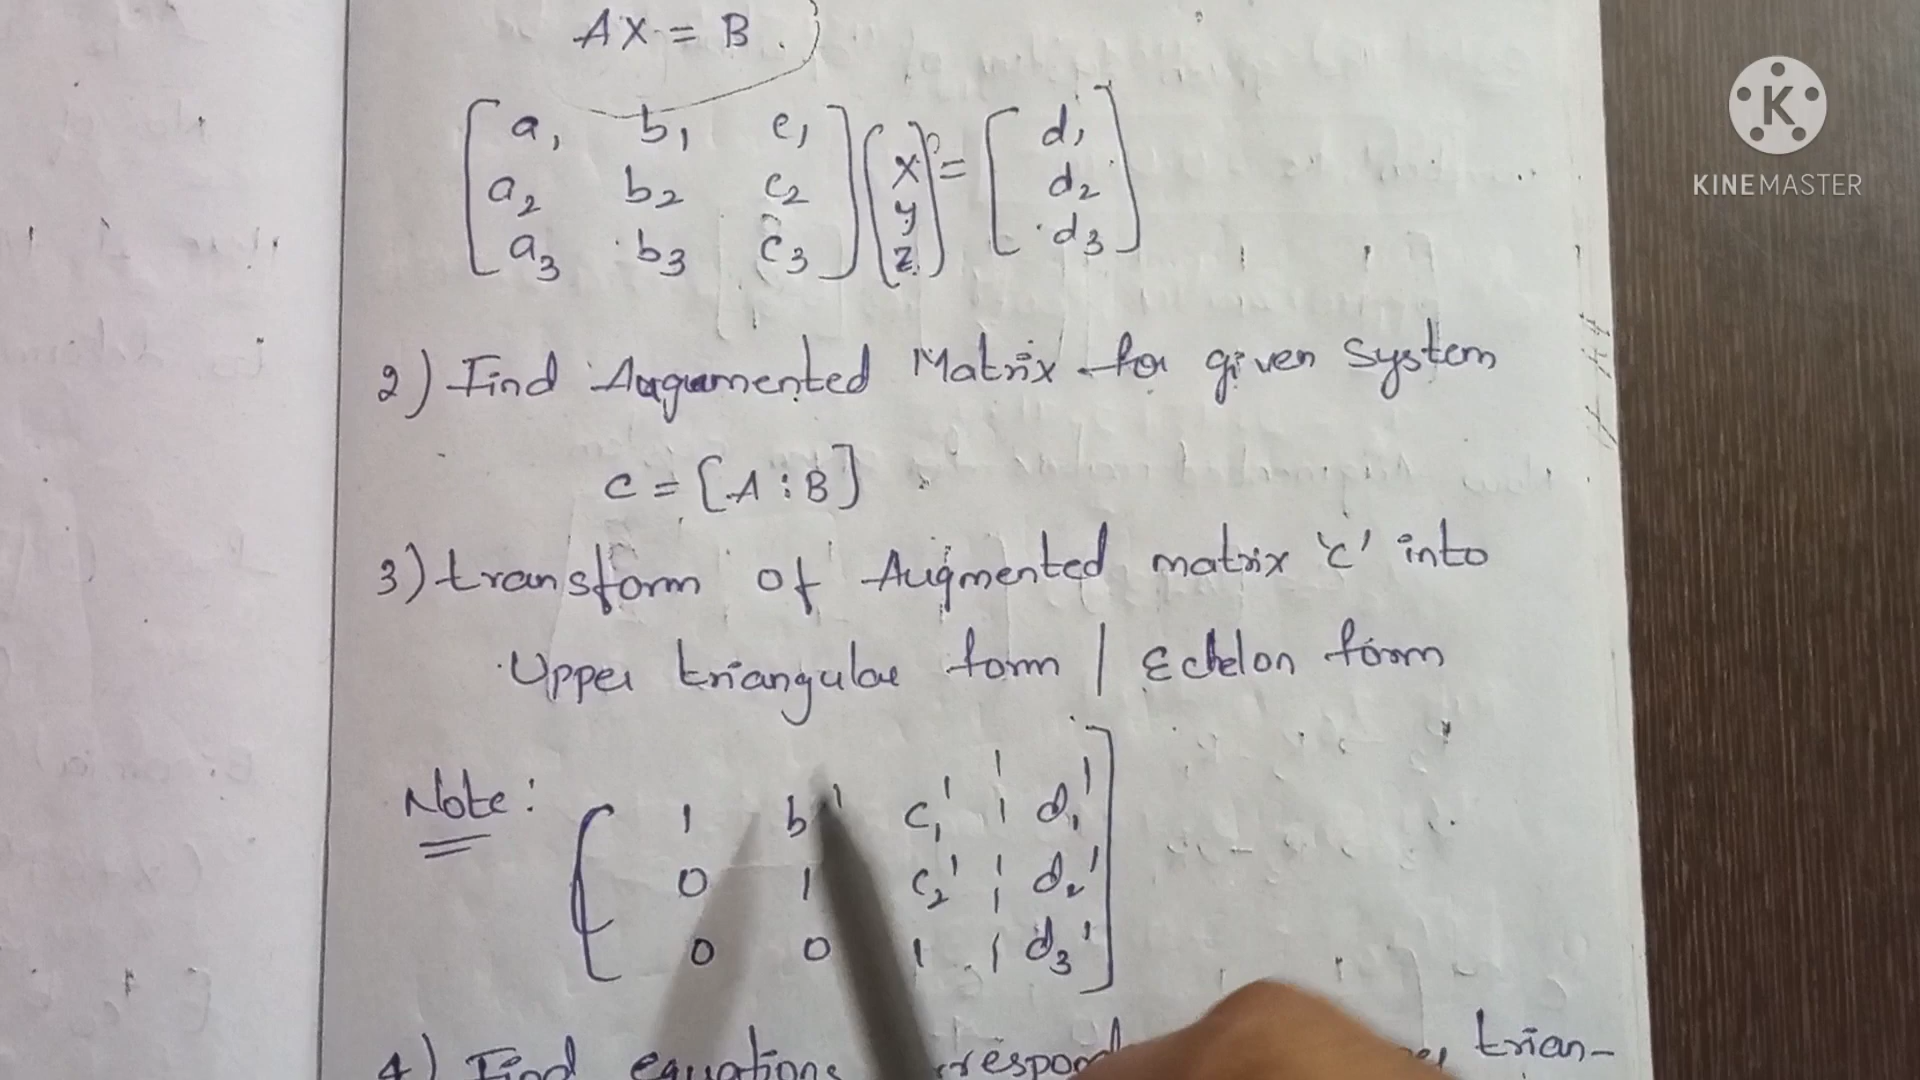 AX = B.
[ a1 b1 c1 ] [ x ] = [ d1 ]
[ a2 b2 c2 ] [ y ] [ d2 ]
[ a3 b3 c3 ] [ z ] [ d3 ]
2) Find Augumented Matrix for given system
C = [A : B]
3) transform of Augmented matrix 'c' into
Upper triangular form / Echelon form
Note: [ 1 b' c1' | d1' ]
[ 0 1 c2' | d2' ]
[ 0 0 1 | d3' ]
4) Find equations trian-
K
KINEMASTER